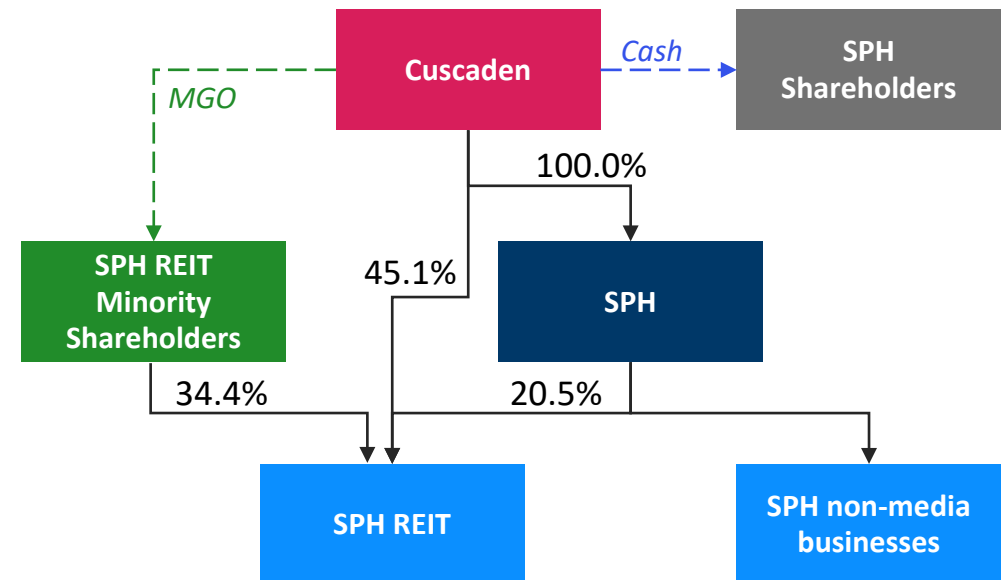 Cuscaden
Cash
SPH
Shareholders
MGO
100.0%
SPH REIT
Minority
Shareholders
45.1%
SPH
34.4%
20.5%
SPH REIT
SPH non-media
businesses